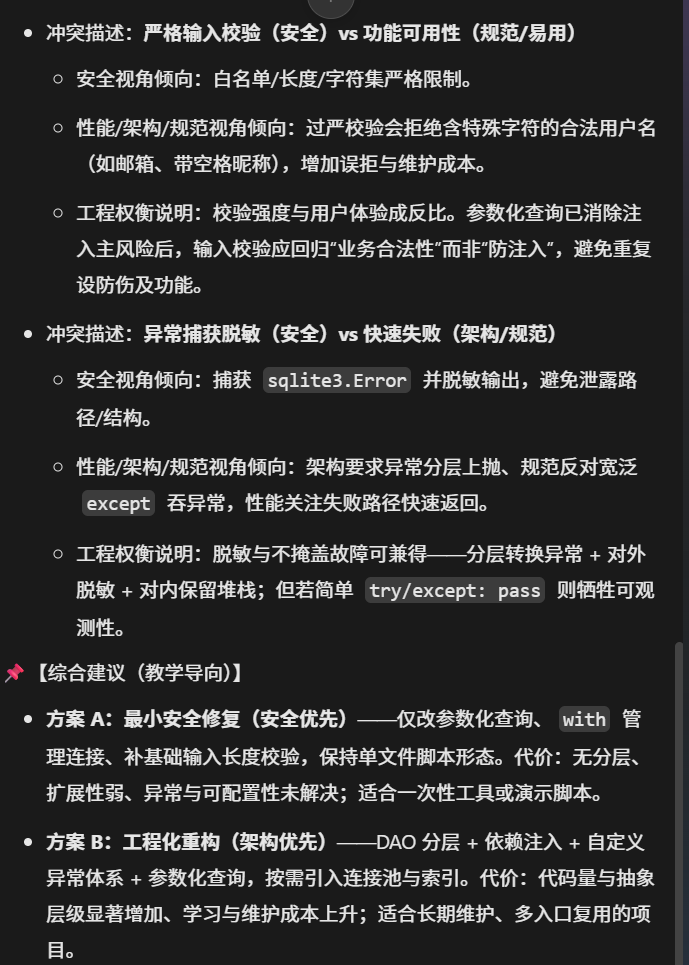 冲突描述：严格输入校验（安全）vs 功能可用性（规范/易用）
安全视角倾向：白名单/长度/字符集严格限制。
性能/架构/规范视角倾向：过严校验会拒绝含特殊字符的合法用户名
（如邮箱、带空格昵称），增加误拒与维护成本。
工程权衡说明：校验强度与用户体验成反比。参数化查询已消除注
入主风险后，输入校验应回归“业务合法性”而非“防注入”，避免重复
设防伤及功能。
冲突描述：异常捕获脱敏（安全）vs 快速失败（架构/规范）
安全视角倾向：捕获 sqlite3.Error 并脱敏输出，避免泄露路
径/结构。
性能/架构/规范视角倾向：架构要求异常分层上抛、规范反对宽泛
except 吞异常，性能关注失败路径快速返回。
工程权衡说明：脱敏与不掩盖故障可兼得——分层转换异常 + 对外
脱敏 + 对内保留堆栈；但若简单 try/except: pass 则牺牲可观
测性。
📌【综合建议（教学导向）】
方案 A：最小安全修复（安全优先）——仅改参数化查询、 with 管
理连接、补基础输入长度校验，保持单文件脚本形态。代价：无分层、
扩展性弱、异常与可配置性未解决；适合一次性工具或演示脚本。
方案 B：工程化重构（架构优先）——DAO 分层 + 依赖注入 + 自定义
异常体系 + 参数化查询，按需引入连接池与索引。代价：代码量与抽象
层级显著增加、学习与维护成本上升；适合长期维护、多入口复用的项
目。